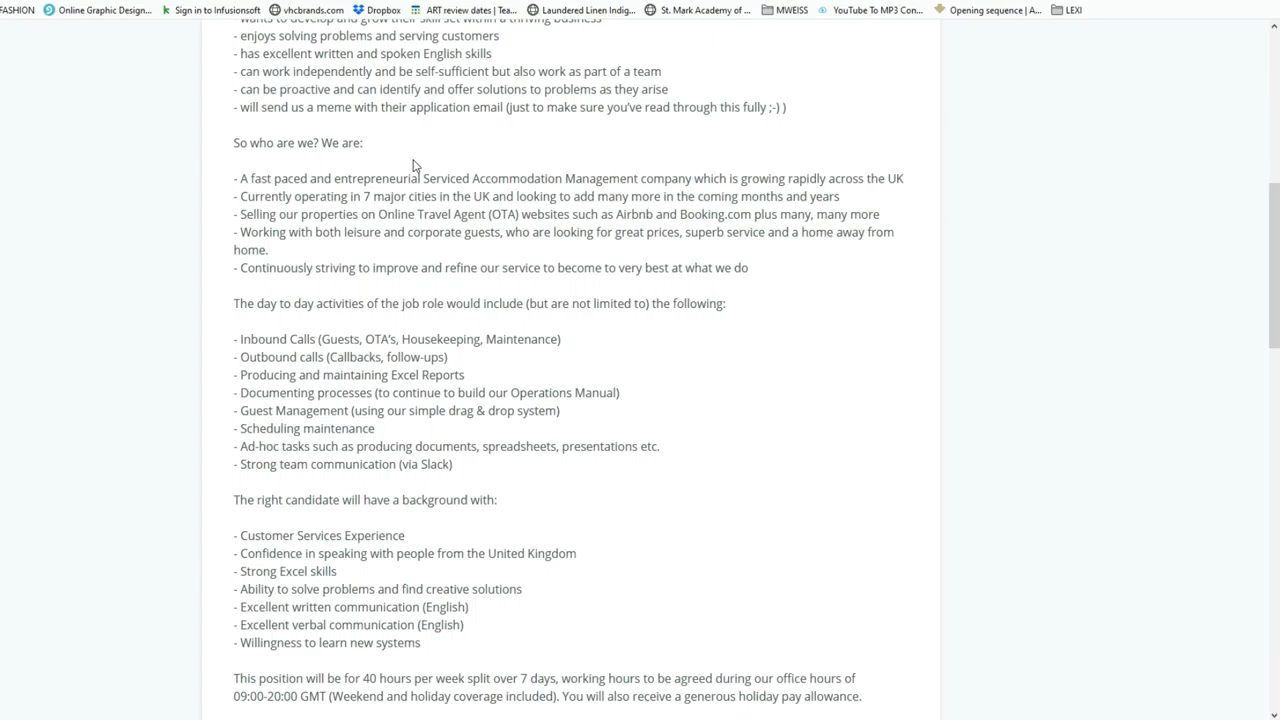 FASHION Online Graphic Design... Sign in to Infusionsoft vhcbrands.com Dropbox ART review dates | Tea... Laundered Linen Indig... St. Mark Academy of ... MWEISS YouTube To MP3 Con... Opening sequence | A... LEXI
- wants to develop and grow their skill set within a thriving business
- enjoys solving problems and serving customers
- has excellent written and spoken English skills
- can work independently and be self-sufficient but also work as part of a team
- can be proactive and can identify and offer solutions to problems as they arise
- will send us a meme with their application email (just to make sure you've read through this fully ;-) )
So who are we? We are:
- A fast paced and entrepreneurial Serviced Accommodation Management company which is growing rapidly across the UK
- Currently operating in 7 major cities in the UK and looking to add many more in the coming months and years
- Selling our properties on Online Travel Agent (OTA) websites such as Airbnb and Booking.com plus many, many more
- Working with both leisure and corporate guests, who are looking for great prices, superb service and a home away from
home.
- Continuously striving to improve and refine our service to become to very best at what we do
The day to day activities of the job role would include (but are not limited to) the following:
- Inbound Calls (Guests, OTA's, Housekeeping, Maintenance)
- Outbound calls (Callbacks, follow-ups)
- Producing and maintaining Excel Reports
- Documenting processes (to continue to build our Operations Manual)
- Guest Management (using our simple drag & drop system)
- Scheduling maintenance
- Ad-hoc tasks such as producing documents, spreadsheets, presentations etc.
- Strong team communication (via Slack)
The right candidate will have a background with:
- Customer Services Experience
- Confidence in speaking with people from the United Kingdom
- Strong Excel skills
- Ability to solve problems and find creative solutions
- Excellent written communication (English)
- Excellent verbal communication (English)
- Willingness to learn new systems
This position will be for 40 hours per week split over 7 days, working hours to be agreed during our office hours of
09:00-20:00 GMT (Weekend and holiday coverage included). You will also receive a generous holiday pay allowance.